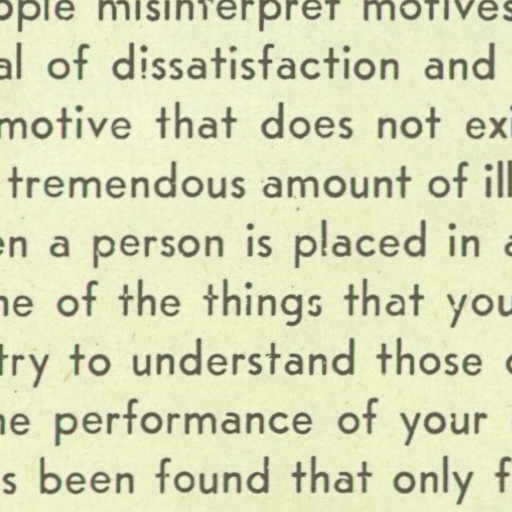 ople misinterpret motives
al of dissatisfaction and
motive that does not exi
tremendous amount of ill
en a person is placed in a
ne of the things that you
try to understand those
he performance of your
s been found that only f